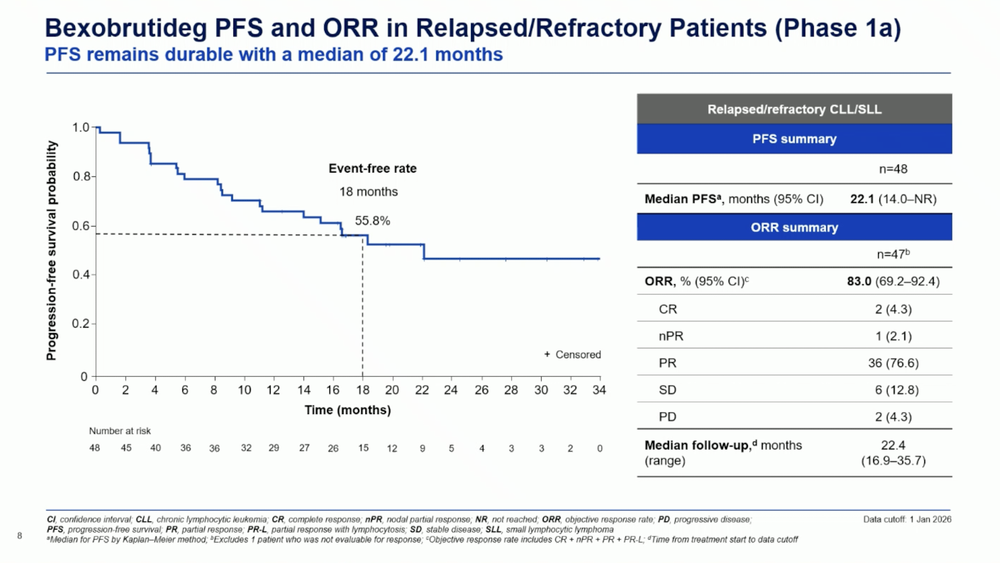 Bexobrutideg PFS and ORR in Relapsed/Refractory Patients (Phase 1a)
PFS remains durable with a median of 22.1 months
Progression-free survival probability
1.0
0.8
0.6
0.4
0.2
0
Event-free rate
18 months
55.8%
+ Censored
0 2 4 6 8 10 12 14 16 18 20 22 24 26 28 30 32 34
Time (months)
Number at risk
48 45 40 36 36 32 29 27 26 15 12 9 5 4 3 3 2 0
Relapsed/refractory CLL/SLL
PFS summary
n=48
Median PFSᵃ, months (95% CI) 22.1 (14.0–NR)
ORR summary
n=47ᵇ
ORR, % (95% CI)ᶜ 83.0 (69.2–92.4)
CR 2 (4.3)
nPR 1 (2.1)
PR 36 (76.6)
SD 6 (12.8)
PD 2 (4.3)
Median follow-up,ᵈ months 22.4
(range) (16.9–35.7)
CI, confidence interval; CLL, chronic lymphocytic leukemia; CR, complete response; nPR, nodal partial response; NR, not reached; ORR, objective response rate; PD, progressive disease;
PFS, progression-free survival; PR, partial response; PR-L, partial response with lymphocytosis; SD, stable disease; SLL, small lymphocytic lymphoma
ᵃMedian for PFS by Kaplan–Meier method; ᵇExcludes 1 patient who was not evaluable for response; ᶜObjective response rate includes CR + nPR + PR + PR-L; ᵈTime from treatment start to data cutoff
Data cutoff: 1 Jan 2026
8